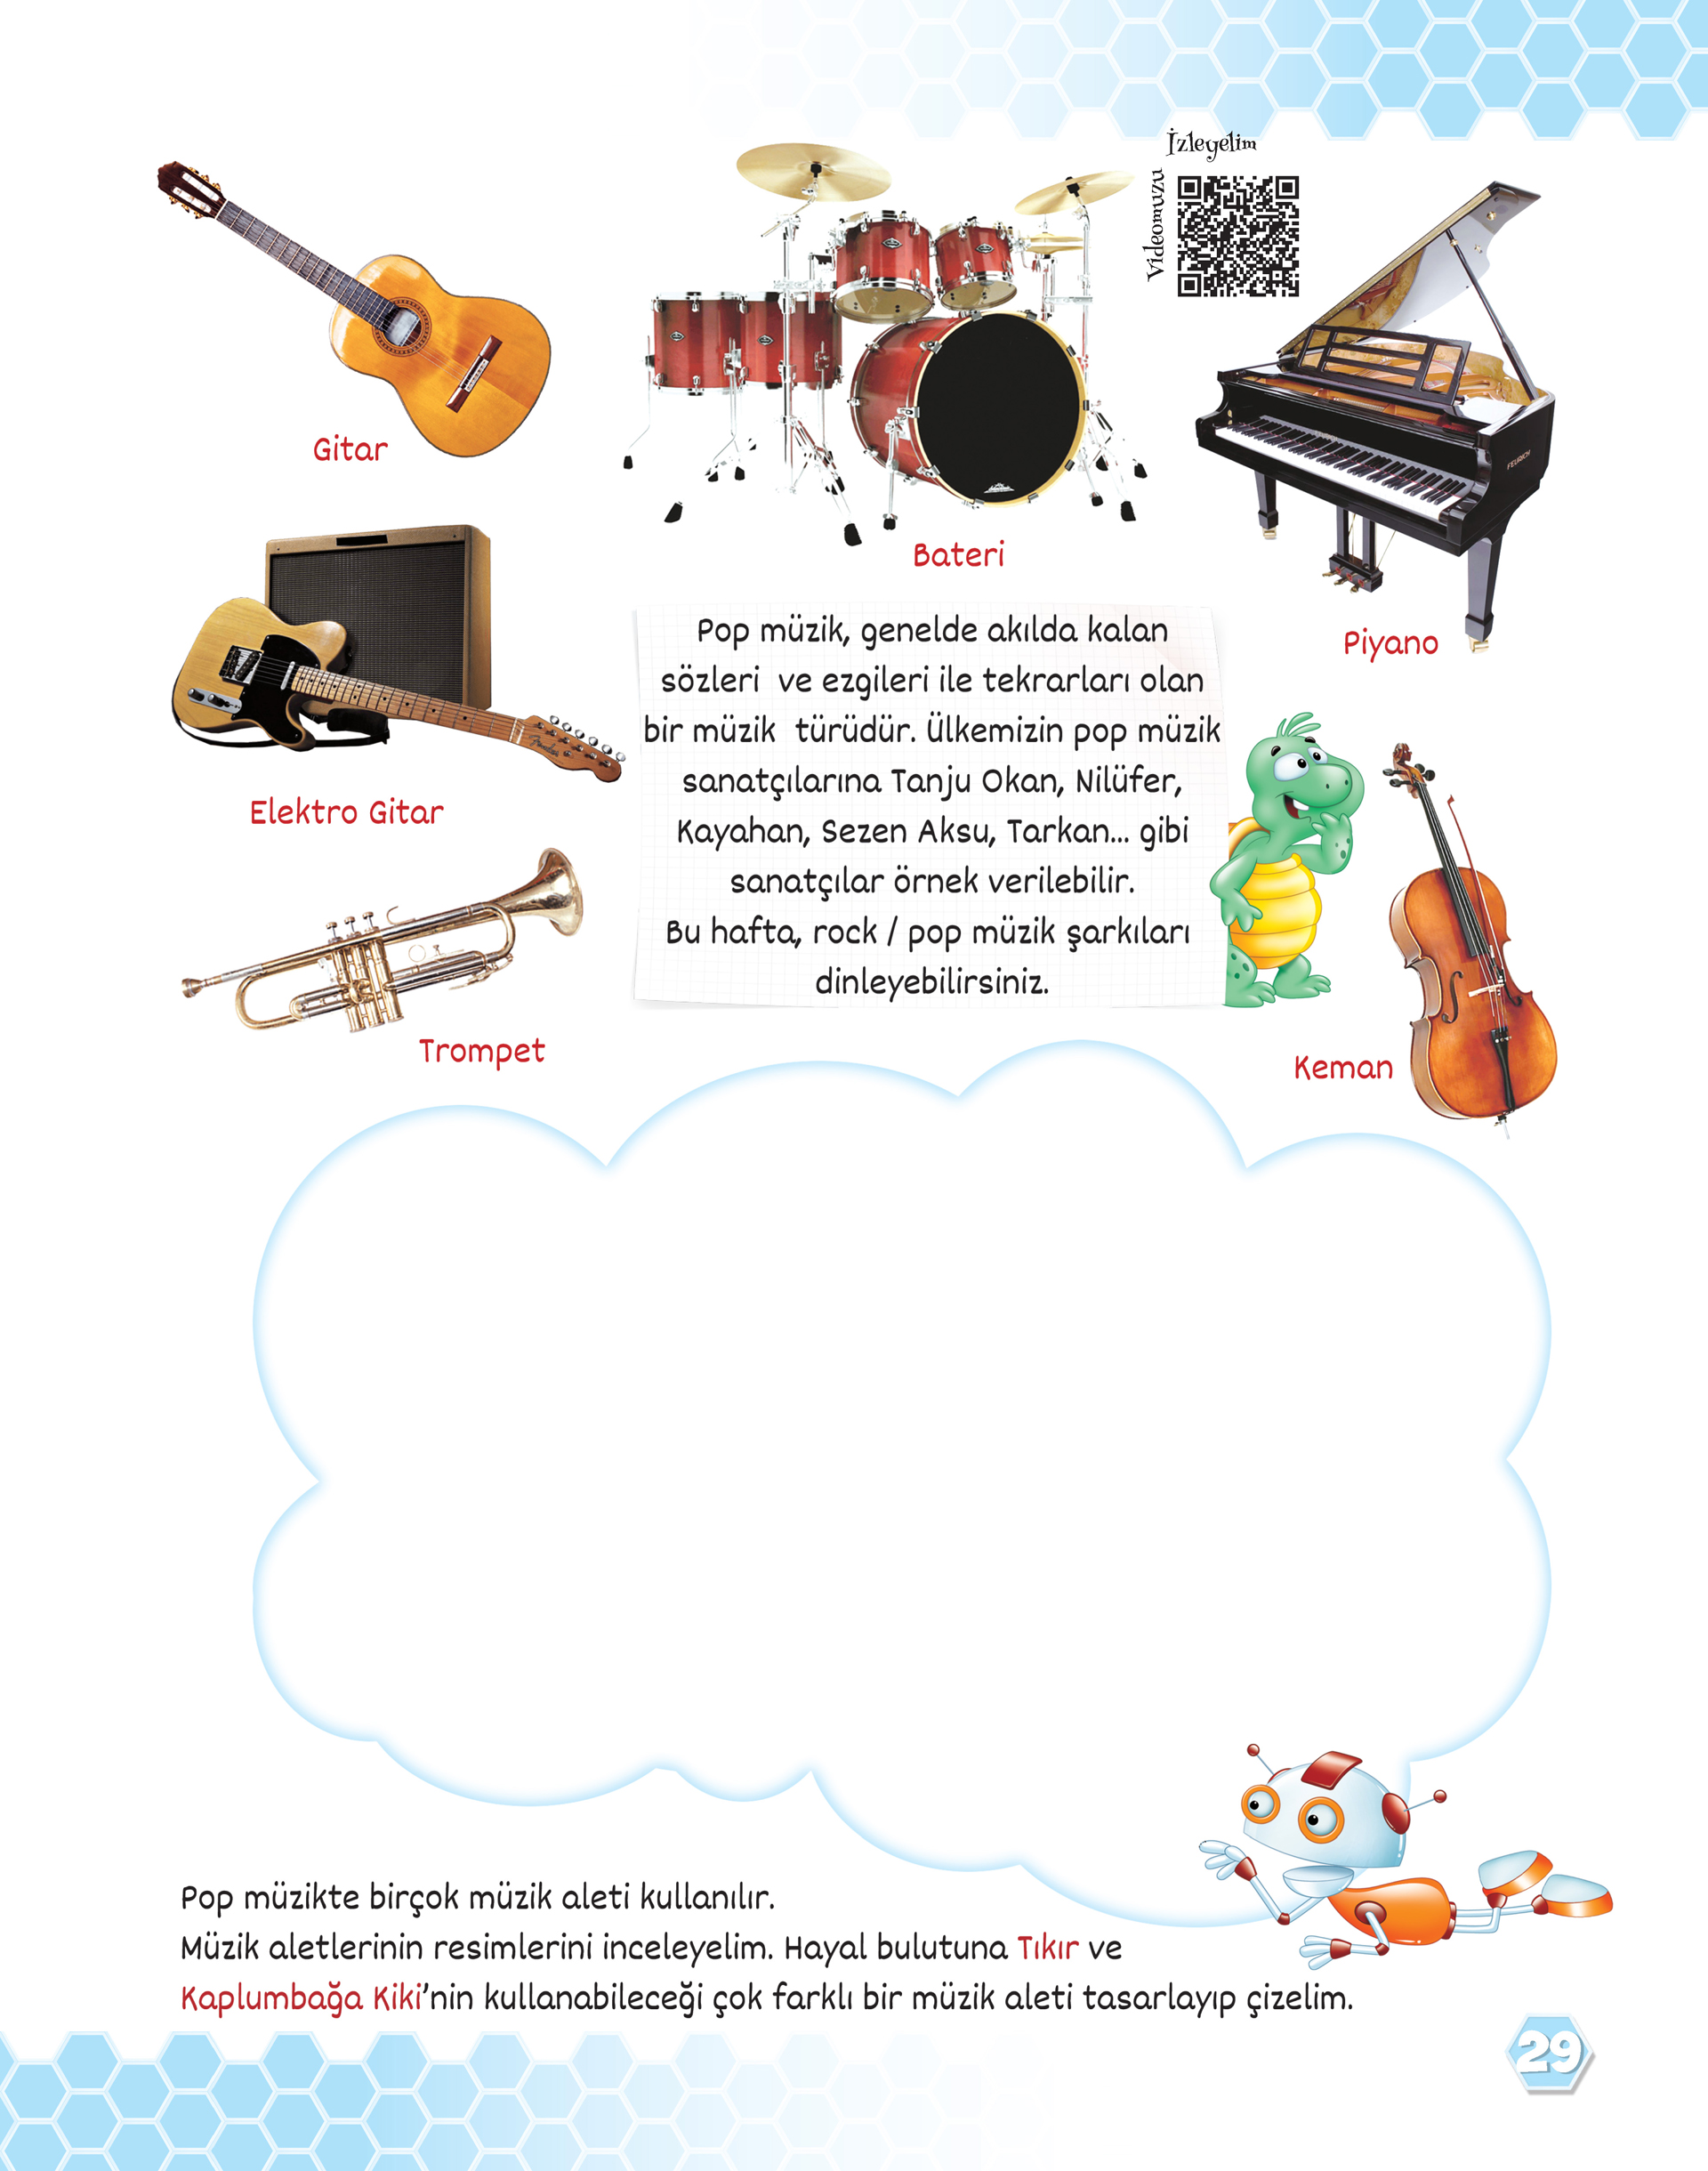 İzleyelim
Videomuzu
Gitar
Bateri
FEURICH
Piyano
Fender
Elektro Gitar
Pop müzik, genelde akılda kalan
sözleri ve ezgileri ile tekrarları olan
bir müzik türüdür. Ülkemizin pop müzik
sanatçılarına Tanju Okan, Nilüfer,
Kayahan, Sezen Aksu, Tarkan... gibi
sanatçılar örnek verilebilir.
Bu hafta, rock / pop müzik şarkıları
dinleyebilirsiniz.
Trompet
Keman
Pop müzikte birçok müzik aleti kullanılır.
Müzik aletlerinin resimlerini inceleyelim. Hayal bulutuna Tıkır ve
Kaplumbağa Kiki'nin kullanabileceği çok farklı bir müzik aleti tasarlayıp çizelim.
29